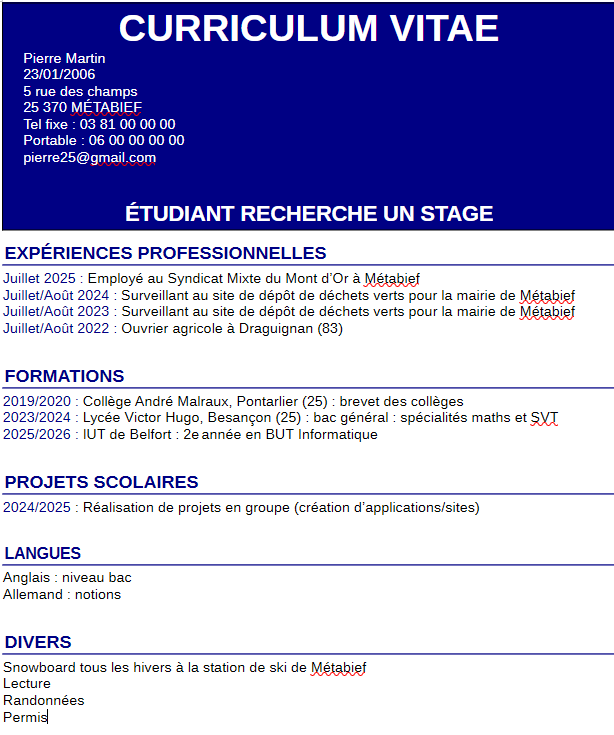 CURRICULUM VITAE
Pierre Martin
23/01/2006
5 rue des champs
25 370 MÉTABIEF
Tel fixe : 03 81 00 00 00
Portable : 06 00 00 00 00
pierre25@gmail.com
ÉTUDIANT RECHERCHE UN STAGE
EXPÉRIENCES PROFESSIONNELLES
Juillet 2025 : Employé au Syndicat Mixte du Mont d’Or à Métabief
Juillet/Août 2024 : Surveillant au site de dépôt de déchets verts pour la mairie de Métabief
Juillet/Août 2023 : Surveillant au site de dépôt de déchets verts pour la mairie de Métabief
Juillet/Août 2022 : Ouvrier agricole à Draguignan (83)
FORMATIONS
2019/2020 : Collège André Malraux, Pontarlier (25) : brevet des collèges
2023/2024 : Lycée Victor Hugo, Besançon (25) : bac général : spécialités maths et SVT
2025/2026 : IUT de Belfort : 2e année en BUT Informatique
PROJETS SCOLAIRES
2024/2025 : Réalisation de projets en groupe (création d’applications/sites)
LANGUES
Anglais : niveau bac
Allemand : notions
DIVERS
Snowboard tous les hivers à la station de ski de Métabief
Lecture
Randonnées
Permis